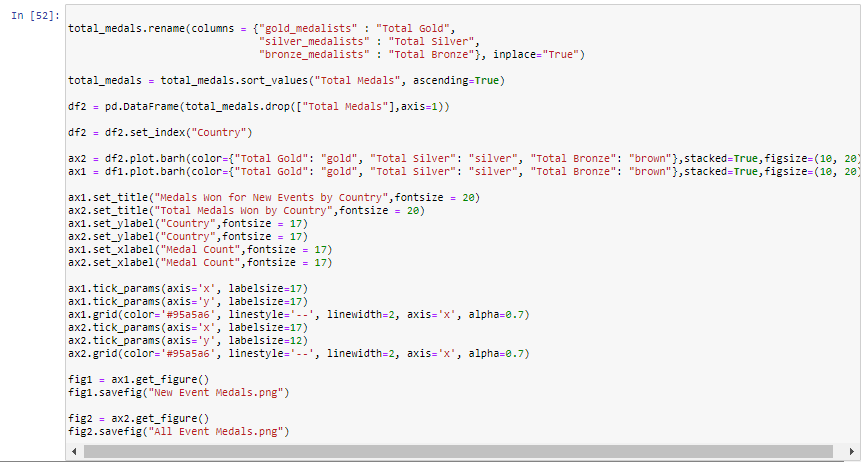 In [52]:
total_medals.rename(columns = {"gold_medalists" : "Total Gold",
"silver_medalists" : "Total Silver",
"bronze_medalists" : "Total Bronze"}, inplace="True")
total_medals = total_medals.sort_values("Total Medals", ascending=True)
df2 = pd.DataFrame(total_medals.drop(["Total Medals"],axis=1))
df2 = df2.set_index("Country")
ax2 = df2.plot.barh(color={"Total Gold": "gold", "Total Silver": "silver", "Total Bronze": "brown"},stacked=True,figsize=(10, 20)
ax1 = df1.plot.barh(color={"Total Gold": "gold", "Total Silver": "silver", "Total Bronze": "brown"},stacked=True,figsize=(10, 20)
ax1.set_title("Medals Won for New Events by Country",fontsize = 20)
ax2.set_title("Total Medals Won by Country",fontsize = 20)
ax1.set_ylabel("Country",fontsize = 17)
ax2.set_ylabel("Country",fontsize = 17)
ax1.set_xlabel("Medal Count",fontsize = 17)
ax2.set_xlabel("Medal Count",fontsize = 17)
ax1.tick_params(axis='x', labelsize=17)
ax1.tick_params(axis='y', labelsize=17)
ax1.grid(color='#95a5a6', linestyle='--', linewidth=2, axis='x', alpha=0.7)
ax2.tick_params(axis='x', labelsize=17)
ax2.tick_params(axis='y', labelsize=12)
ax2.grid(color='#95a5a6', linestyle='--', linewidth=2, axis='x', alpha=0.7)
fig1 = ax1.get_figure()
fig1.savefig("New Event Medals.png")
fig2 = ax2.get_figure()
fig2.savefig("All Event Medals.png")